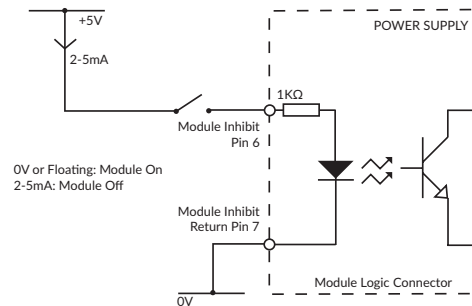 +5V
POWER SUPPLY
2-5mA
1KΩ
Module Inhibit
Pin 6
0V or Floating: Module On
2-5mA: Module Off
Module Inhibit
Return Pin 7
Module Logic Connector
0V